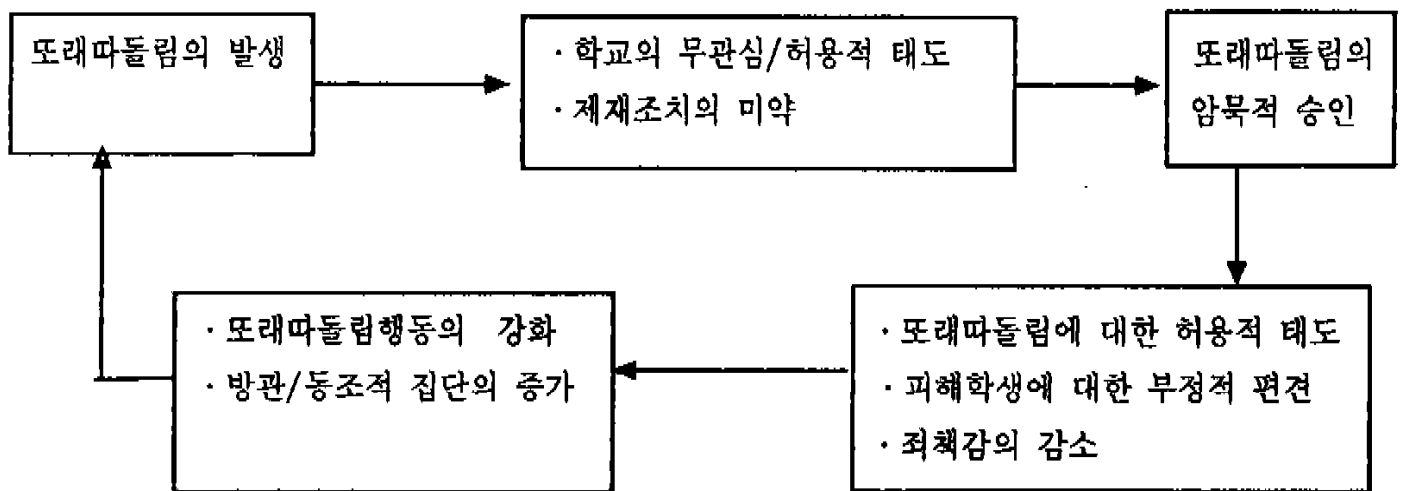 또래따돌림의 발생
· 학교의 무관심/허용적 태도
· 제재조치의 미약
또래따돌림의
암묵적 승인
· 또래따돌림에 대한 허용적 태도
· 피해학생에 대한 부정적 편견
· 죄책감의 감소
· 또래따돌림행동의 강화
· 방관/동조적 집단의 증가